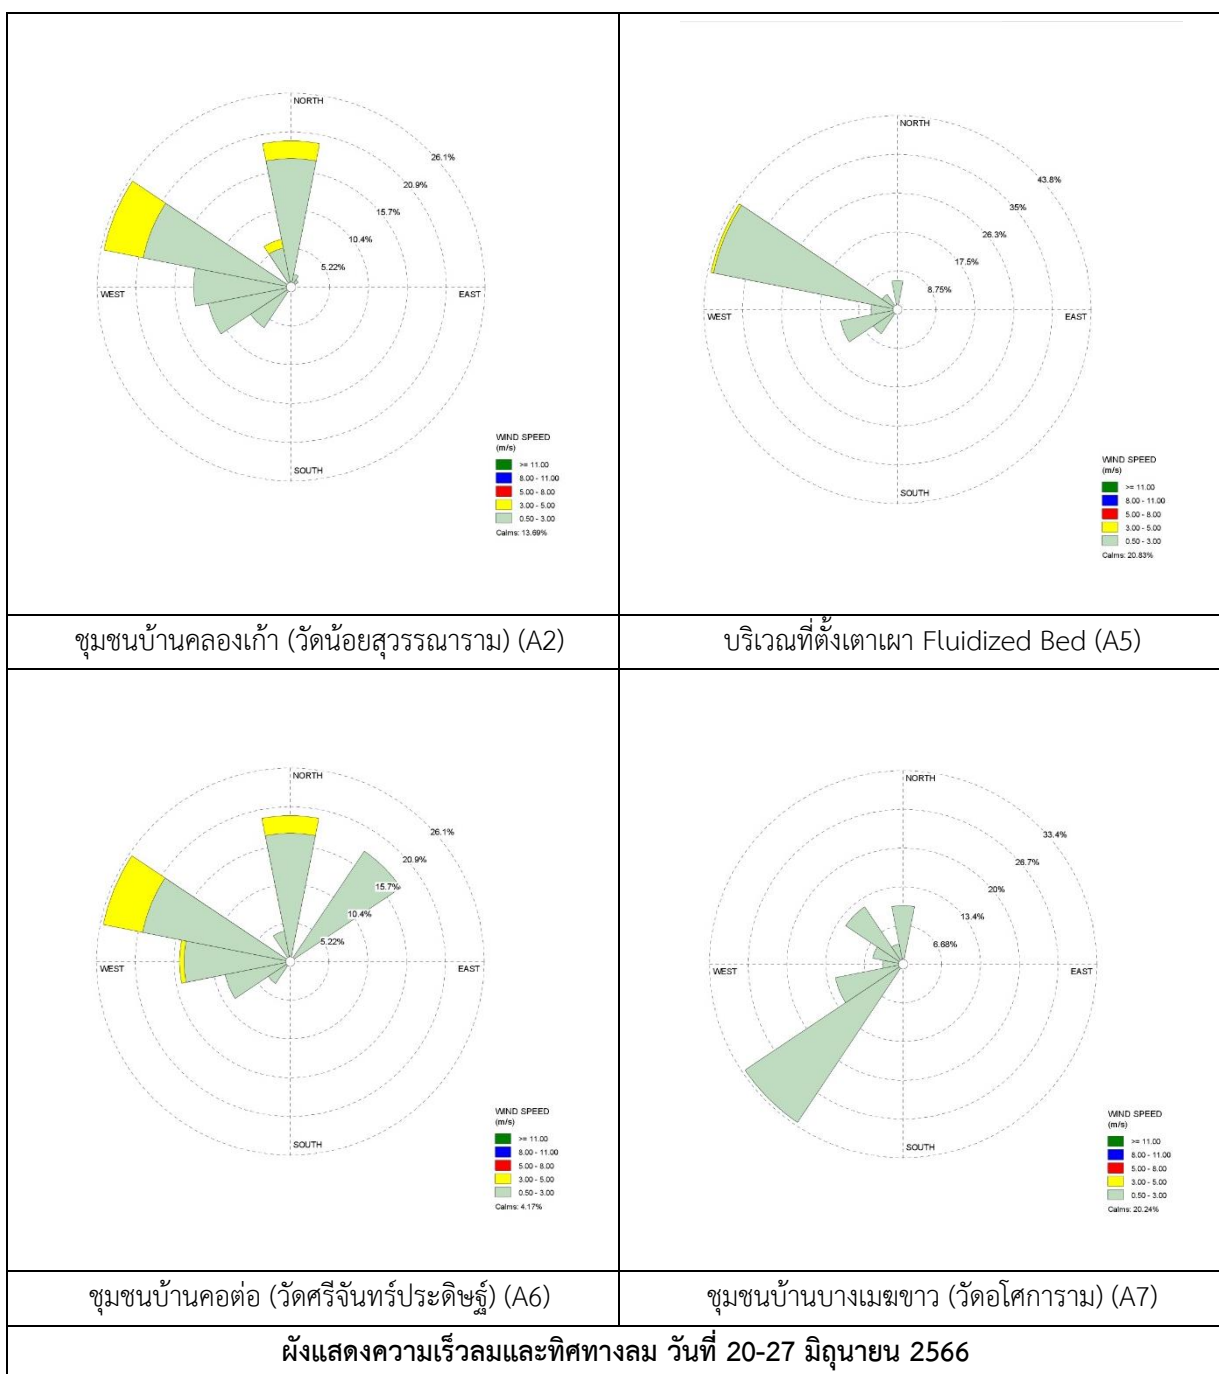 NORTH
26.1%
20.9%
15.7%
10.4%
5.22%
WEST
EAST
SOUTH
WIND SPEED
(m/s)
>= 11.00
8.00 - 11.00
5.00 - 8.00
3.00 - 5.00
0.50 - 3.00
Calms: 13.69%
NORTH
43.8%
35%
26.3%
17.5%
8.75%
WEST
EAST
SOUTH
WIND SPEED
(m/s)
>= 11.00
8.00 - 11.00
5.00 - 8.00
3.00 - 5.00
0.50 - 3.00
Calms: 20.83%
ชุมชนบ้านคลองเก้า (วัดน้อยสุวรรณาราม) (A2)
บริเวณที่ตั้งเตาเผา Fluidized Bed (A5)
NORTH
26.1%
20.9%
15.7%
10.4%
5.22%
WEST
EAST
SOUTH
WIND SPEED
(m/s)
>= 11.00
8.00 - 11.00
5.00 - 8.00
3.00 - 5.00
0.50 - 3.00
Calms: 4.17%
NORTH
33.4%
26.7%
20%
13.4%
6.68%
WEST
EAST
SOUTH
WIND SPEED
(m/s)
>= 11.00
8.00 - 11.00
5.00 - 8.00
3.00 - 5.00
0.50 - 3.00
Calms: 20.24%
ชุมชนบ้านคอต่อ (วัดศรีจันทร์ประดิษฐ์) (A6)
ชุมชนบ้านบางเมฆขาว (วัดอโศการาม) (A7)
ผังแสดงความเร็วลมและทิศทางลม วันที่ 20-27 มิถุนายน 2566